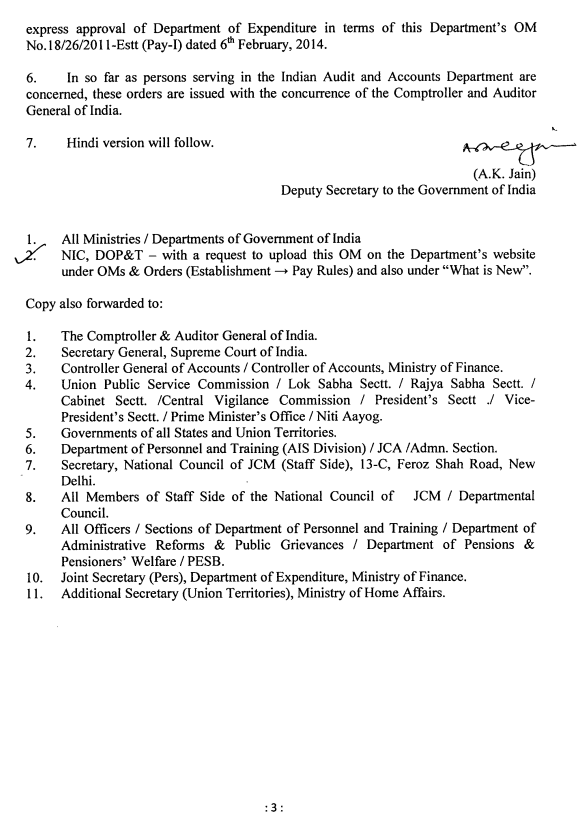 express approval of Department of Expenditure in terms of this Department's OM
No.18/26/2011-Estt (Pay-I) dated 6th February, 2014.
6. In so far as persons serving in the Indian Audit and Accounts Department are
concerned, these orders are issued with the concurrence of the Comptroller and Auditor
General of India.
7. Hindi version will follow.
(A.K. Jain)
Deputy Secretary to the Government of India
1. All Ministries / Departments of Government of India
2. NIC, DOP&T – with a request to upload this OM on the Department's website
under OMs & Orders (Establishment → Pay Rules) and also under "What is New".
Copy also forwarded to:
1. The Comptroller & Auditor General of India.
2. Secretary General, Supreme Court of India.
3. Controller General of Accounts / Controller of Accounts, Ministry of Finance.
4. Union Public Service Commission / Lok Sabha Sectt. / Rajya Sabha Sectt. /
Cabinet Sectt. /Central Vigilance Commission / President's Sectt ./ Vice-
President's Sectt. / Prime Minister's Office / Niti Aayog.
5. Governments of all States and Union Territories.
6. Department of Personnel and Training (AIS Division) / JCA /Admn. Section.
7. Secretary, National Council of JCM (Staff Side), 13-C, Feroz Shah Road, New
Delhi.
8. All Members of Staff Side of the National Council of JCM / Departmental
Council.
9. All Officers / Sections of Department of Personnel and Training / Department of
Administrative Reforms & Public Grievances / Department of Pensions &
Pensioners' Welfare / PESB.
10. Joint Secretary (Pers), Department of Expenditure, Ministry of Finance.
11. Additional Secretary (Union Territories), Ministry of Home Affairs.
: 3 :